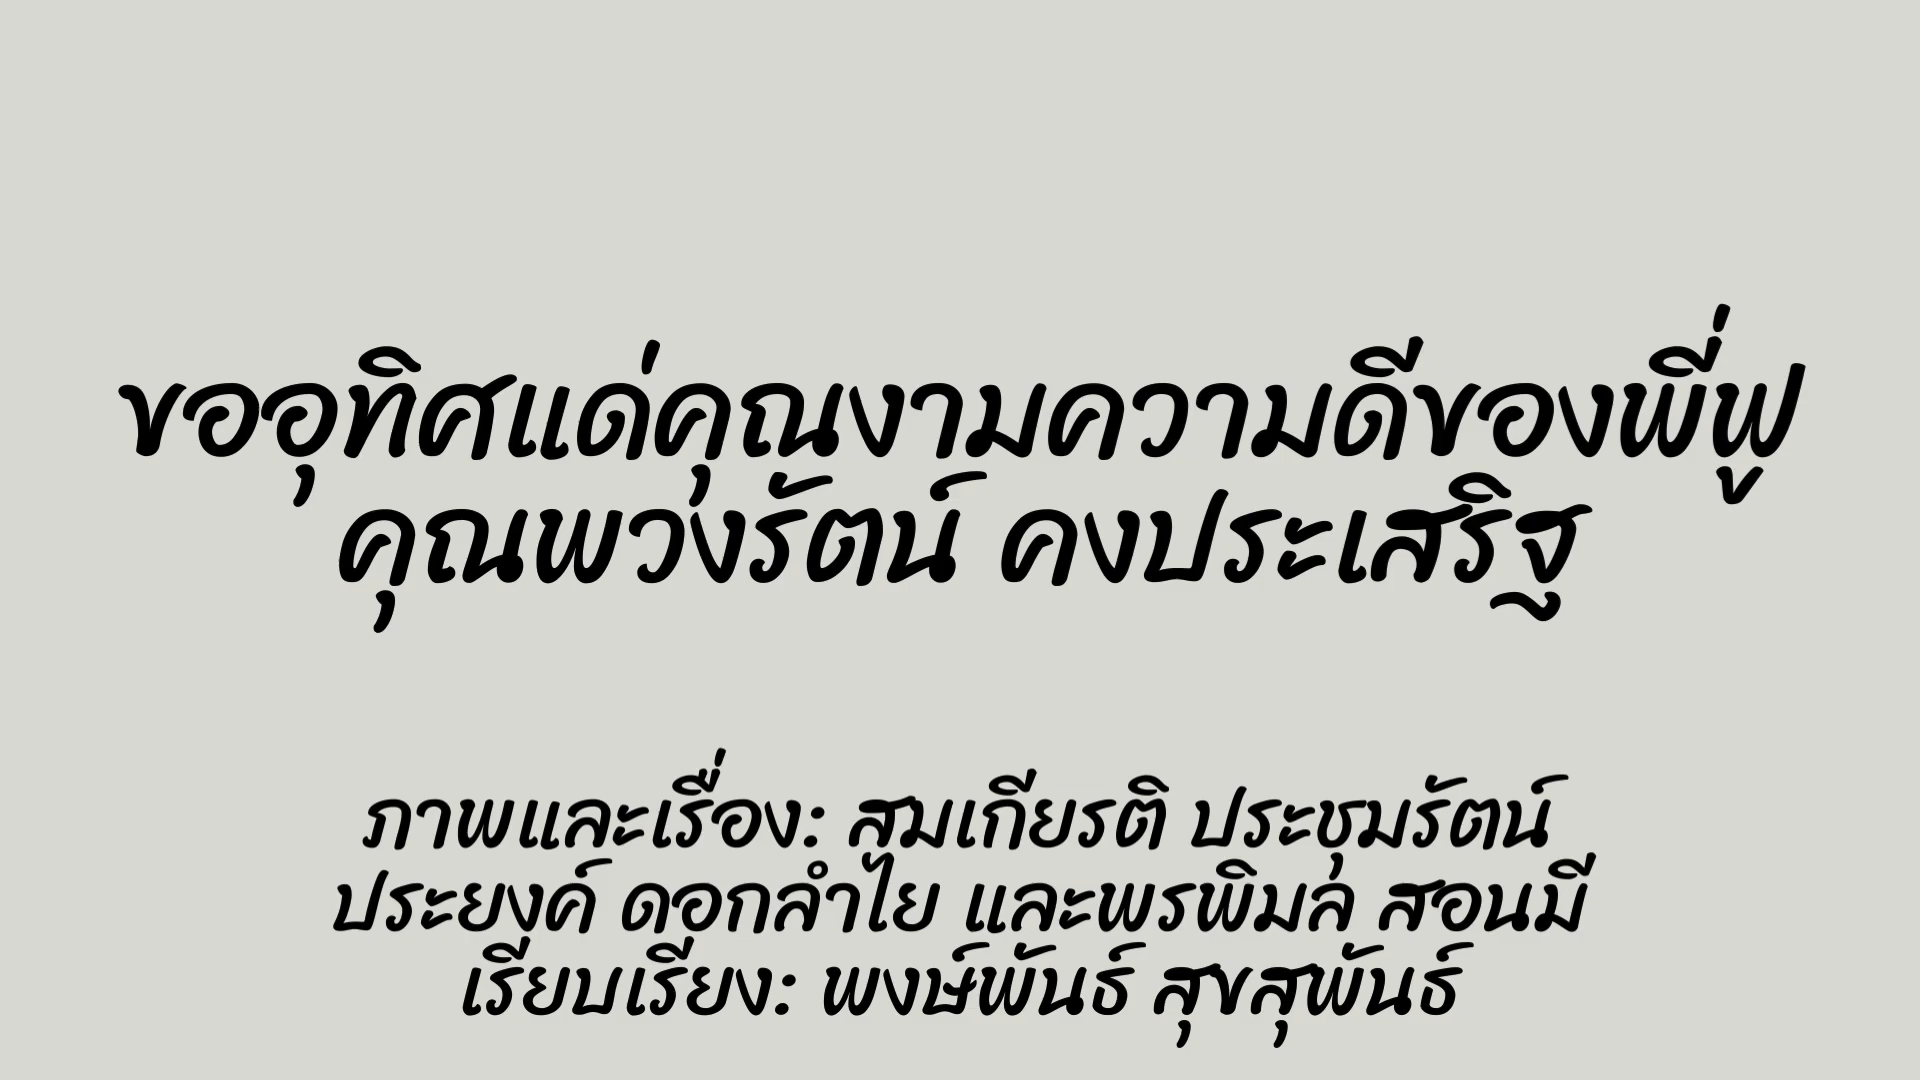 ขออุทิศแด่คุณงามความดีของพี่ฟู
คุณพวงรัตน์ คงประเสริฐ
ภาพและเรื่อง: สมเกียรติ ประชุมรัตน์
ประยงค์ ดอกลำไย และพรพิมล สอนมี
เรียบเรียง: พงษ์พันธ์ สุขสุพันธ์